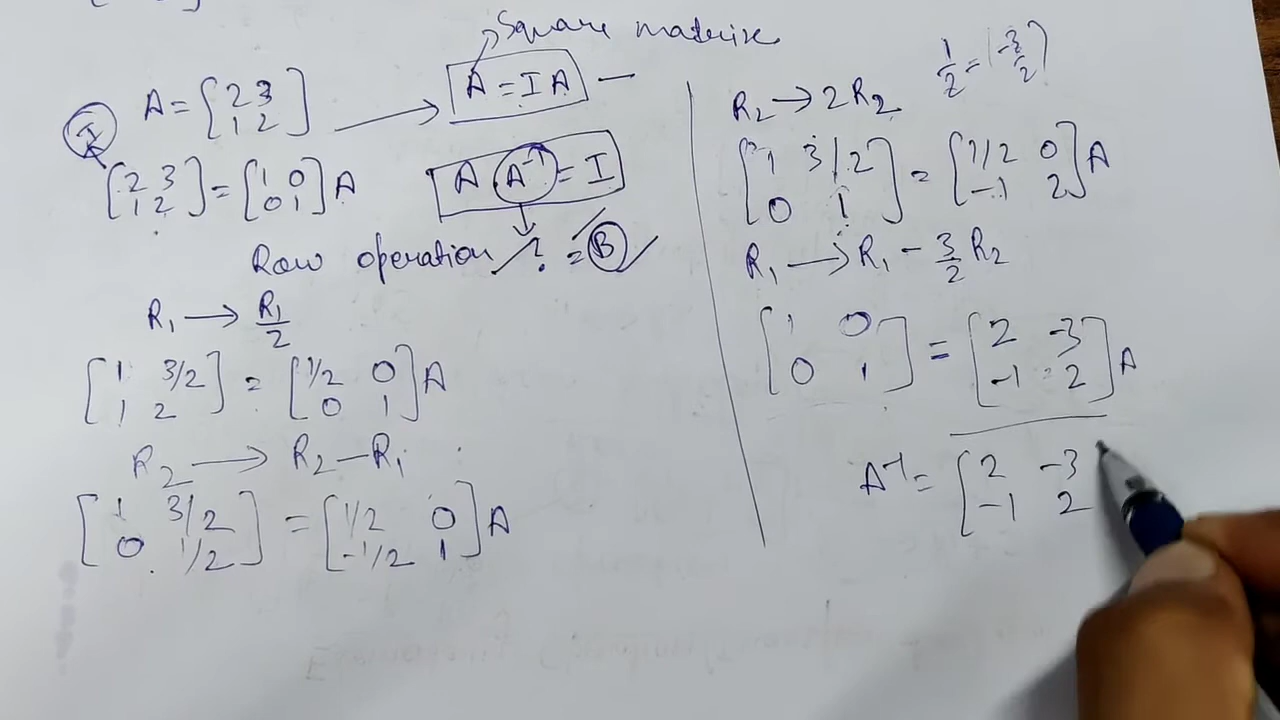 Square matrix
A = [2 3
1 2]
A = I A —
I
[2 3
1 2] = [1 0
0 1] A
A A⁻¹ = I
Row operation ? = B
R₁ → R₁/2
[1 3/2
1 2] = [1/2 0
0 1] A
R₂ → R₂ – R₁
[1 3/2
0 1/2] = [1/2 0
-1/2 1] A
1/2 = (-3/2)
R₂ → 2R₂
[1 3/2
0 1] = [1/2 0
-1 2] A
R₁ → R₁ - 3/2 R₂
[1 0
0 1] = [2 -3
-1 2] A
A⁻¹ = [2 -3
-1 2